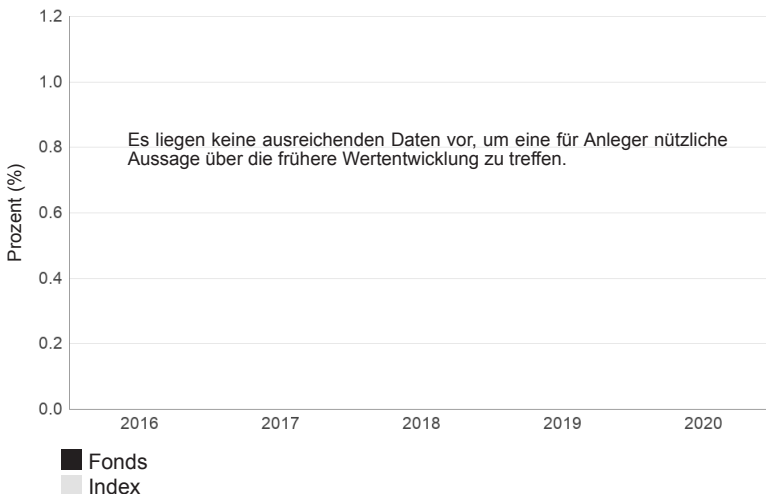 1.2
1.0
Es liegen keine ausreichenden Daten vor, um eine für Anleger nützliche
0.8
Aussage über die frühere Wertentwicklung zu treffen.
Prozent (%)
0.6
0.4
0.2
0.0
2016 2017 2018 2019 2020
Fonds
Index